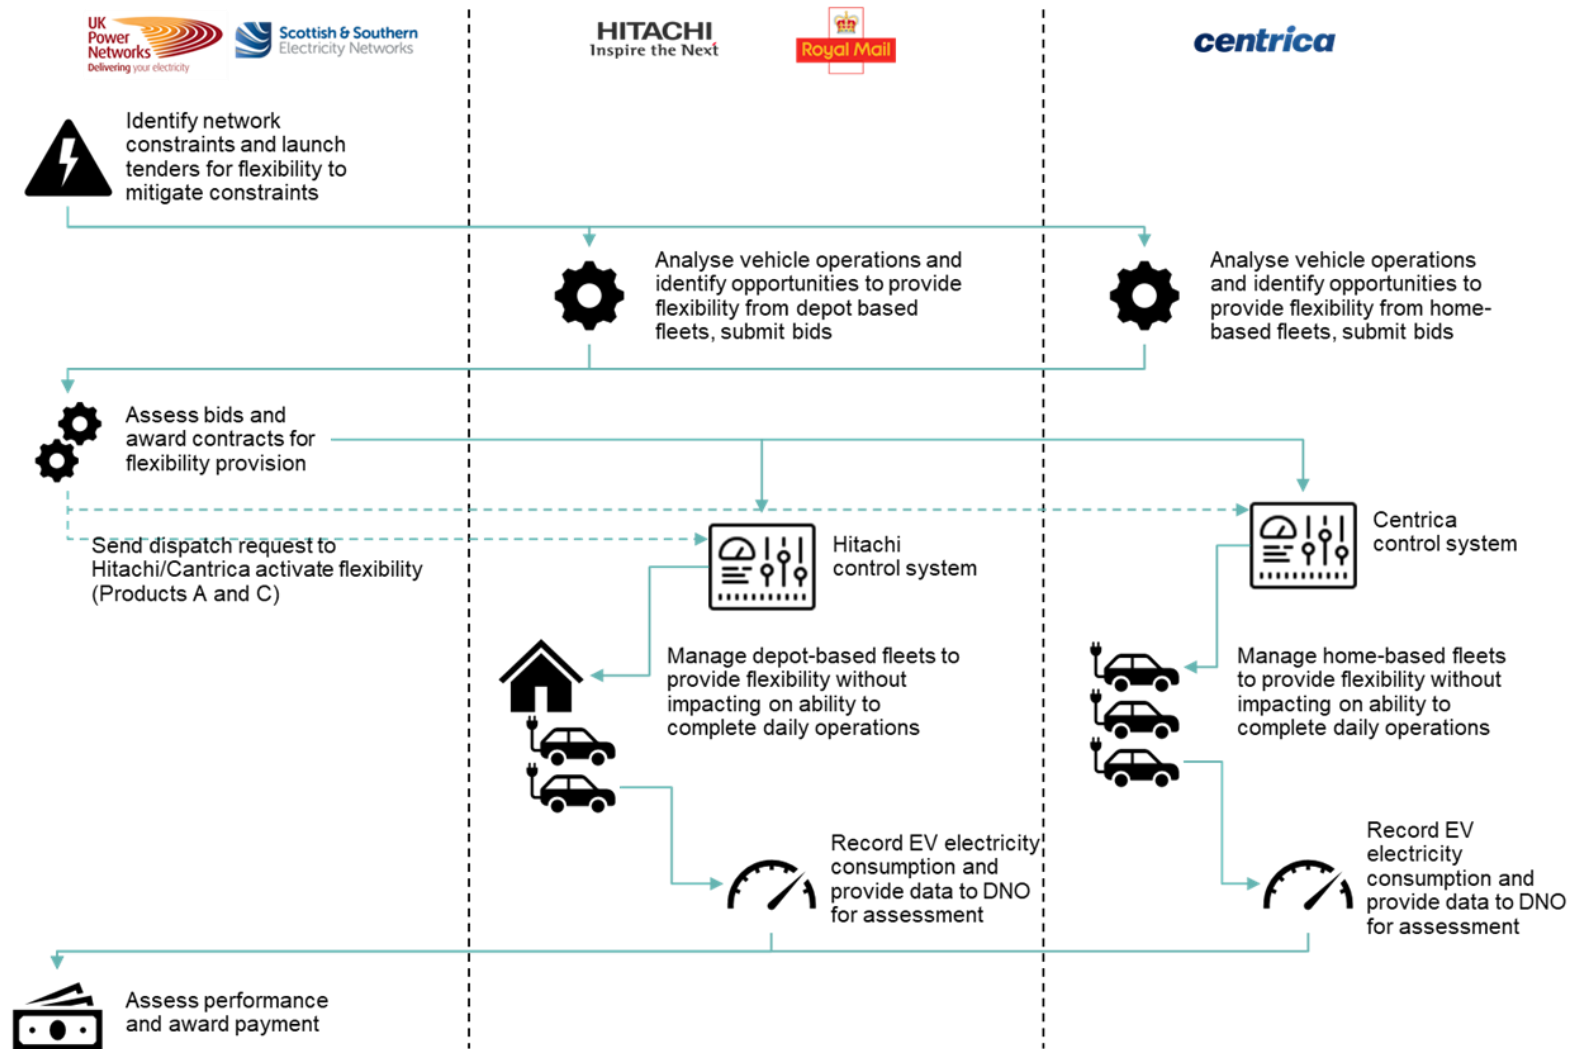 UK
Power
Networks
Delivering your electricity
Scottish & Southern
Electricity Networks
HITACHI
Inspire the Next
Royal Mail
centrica
Identify network
constraints and launch
tenders for flexibility to
mitigate constraints
Analyse vehicle operations and
identify opportunities to provide
flexibility from depot based
fleets, submit bids
Analyse vehicle operations
and identify opportunities to
provide flexibility from home-
based fleets, submit bids
Assess bids and
award contracts for
flexibility provision
Send dispatch request to
Hitachi/Cantrica activate flexibility
(Products A and C)
Hitachi
control system
Centrica
control system
Manage depot-based fleets to
provide flexibility without
impacting on ability to
complete daily operations
Manage home-based fleets
to provide flexibility without
impacting on ability to
complete daily operations
Record EV electricity
consumption and
provide data to DNO
for assessment
Record EV
electricity
consumption and
provide data to DNO
for assessment
Assess performance
and award payment